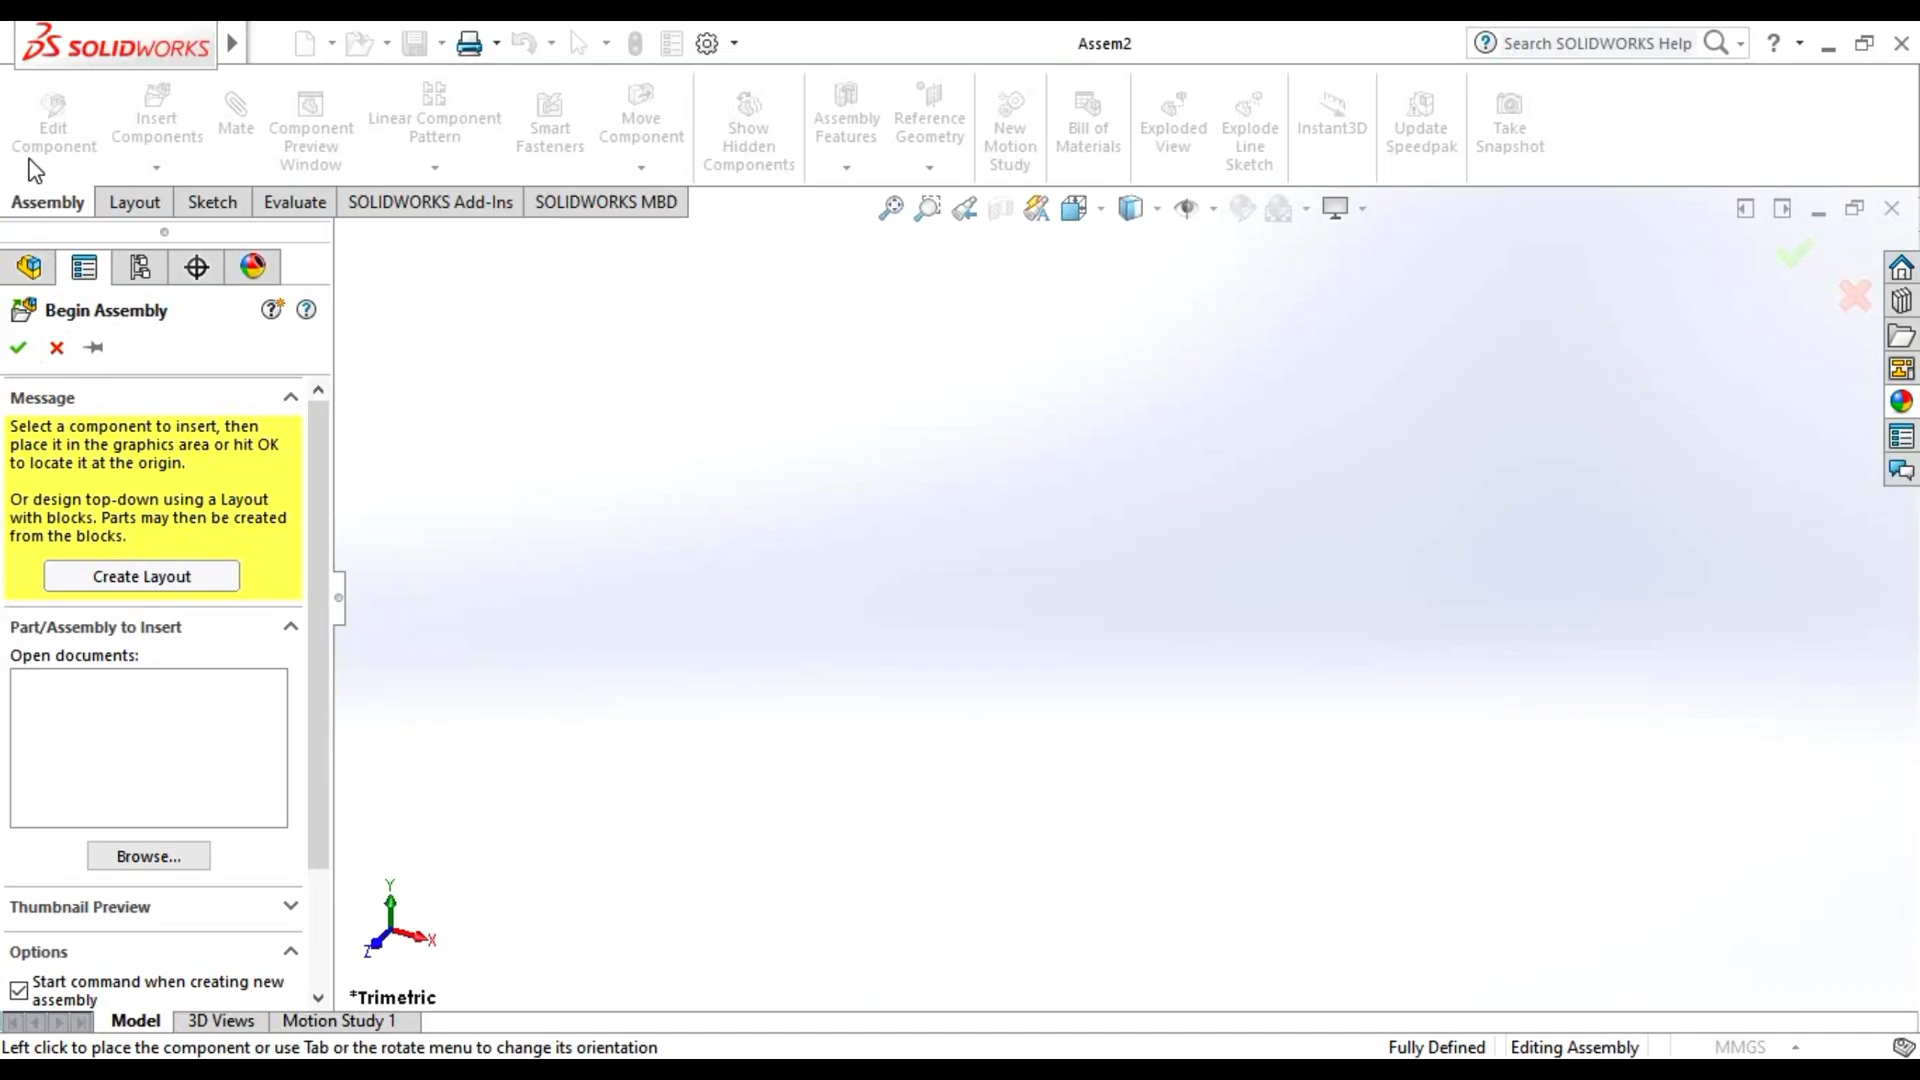 SOLIDWORKS
Assem2
Search SOLIDWORKS Help
?
Edit
Component
Insert
Components
Mate
Component
Preview
Window
Linear Component
Pattern
Smart
Fasteners
Move
Component
Show
Hidden
Components
Assembly
Features
Reference
Geometry
New
Motion
Study
Bill of
Materials
Exploded
View
Explode
Line
Sketch
Instant3D
Update
Speedpak
Take
Snapshot
Assembly
Layout
Sketch
Evaluate
SOLIDWORKS Add-Ins
SOLIDWORKS MBD
Begin Assembly
Message
Select a component to insert, then
place it in the graphics area or hit OK
to locate it at the origin.
Or design top-down using a Layout
with blocks. Parts may then be created
from the blocks.
Create Layout
Part/Assembly to Insert
Open documents:
Browse...
Thumbnail Preview
Options
Start command when creating new
assembly
Y
X
Z
*Trimetric
Model
3D Views
Motion Study 1
Left click to place the component or use Tab or the rotate menu to change its orientation
Fully Defined
Editing Assembly
MMGS